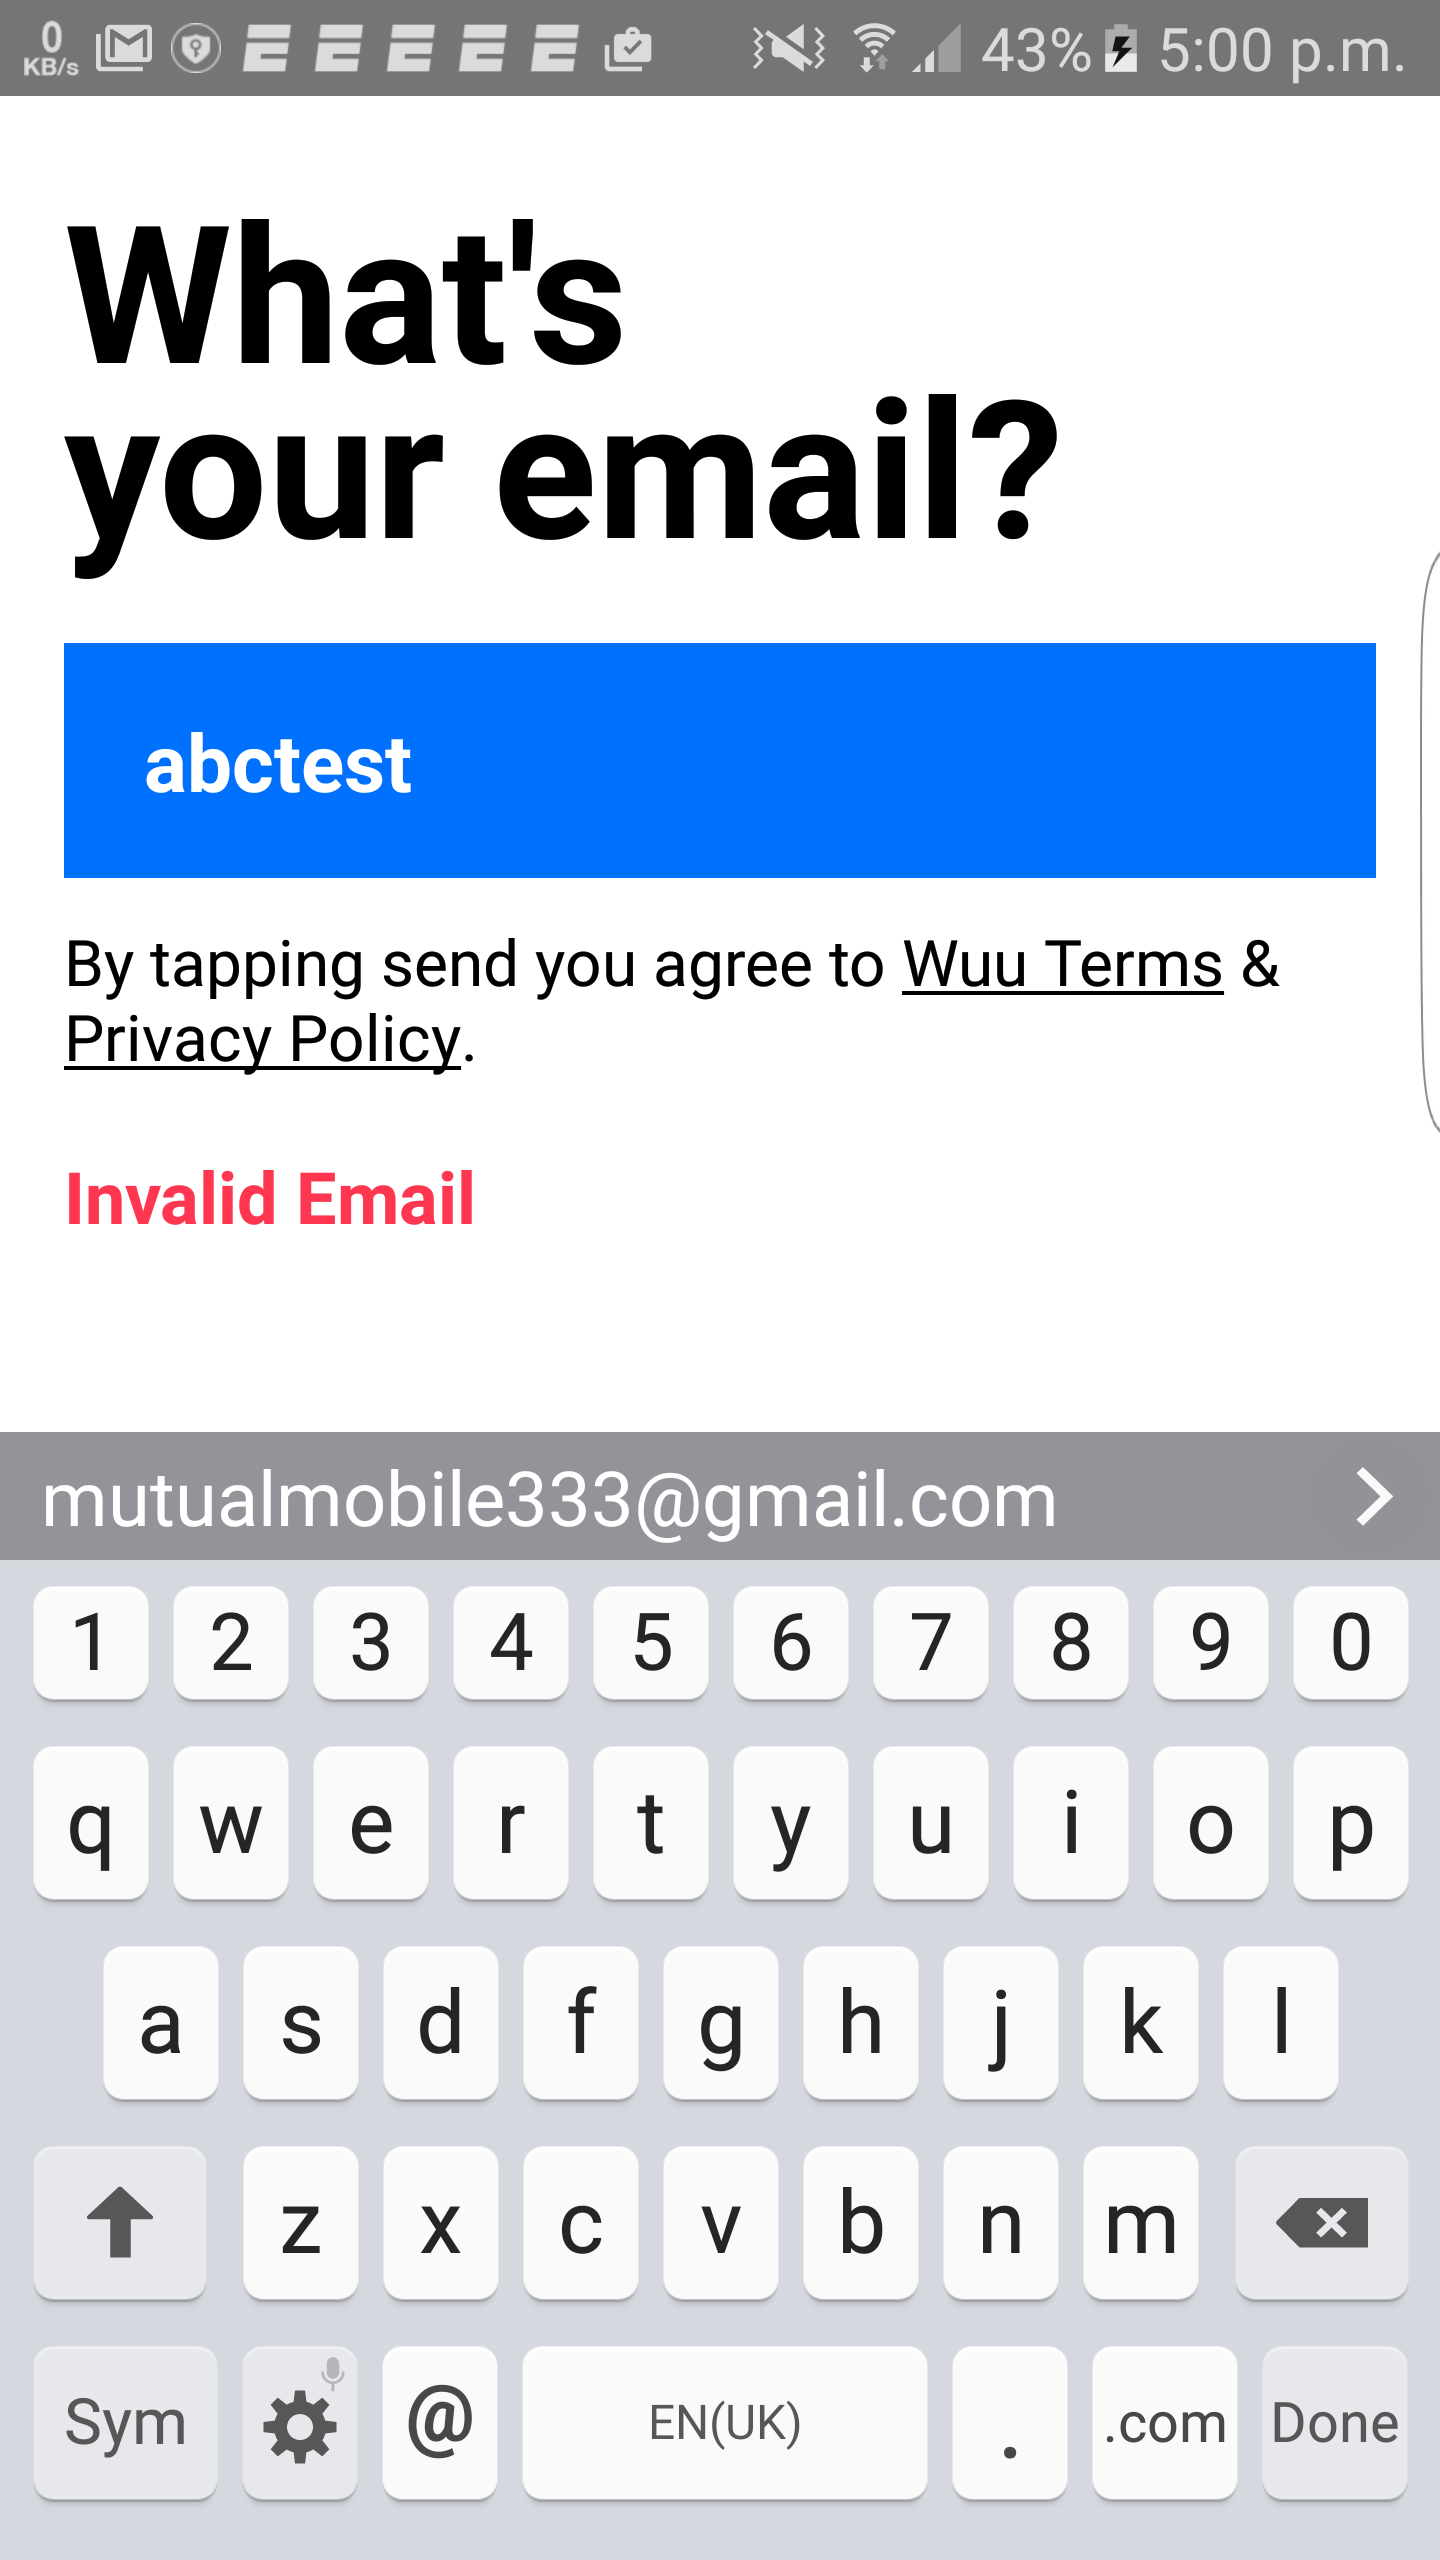 0
KB/s
43%
5:00 p.m.
What's
your email?
abctest
By tapping send you agree to Wuu Terms &
Privacy Policy.
Invalid Email
mutualmobile333@gmail.com
1 2 3 4 5 6 7 8 9 0
q w e r t y u i o p
a s d f g h j k l
z x c v b n m
Sym @ EN(UK) . .com Done